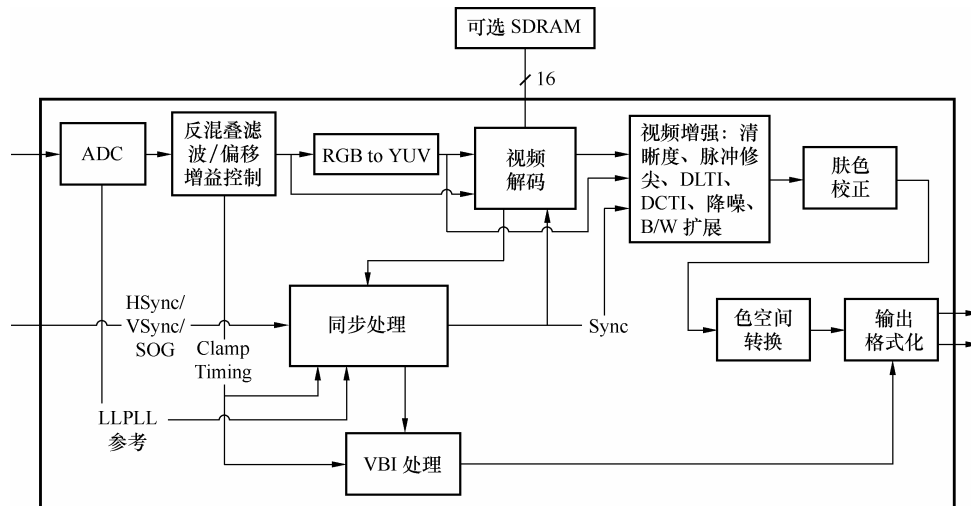 可选 SDRAM
16
ADC
反混叠滤
波/偏移
增益控制
RGB to YUV
视频
解码
视频增强：清
晰度、脉冲修
尖、DLTI、
DCTI、降噪、
B/W 扩展
肤色
校正
HSync/
VSync/
SOG
Clamp
Timing
同步处理
Sync
色空间
转换
输出
格式化
LLPLL
参考
VBI 处理